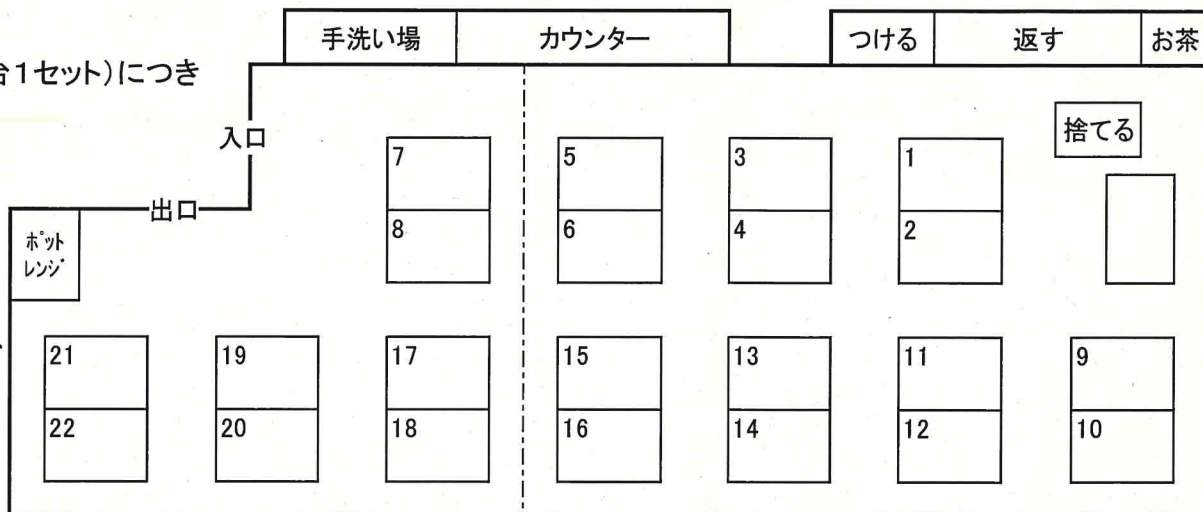 手洗い場 カウンター つける 返す お茶
台1セット)につき
捨てる
入口
7 5 3 1
出口
8 6 4 2
ポット
レンジ
21 19 17 15 13 11 9
22 20 18 16 14 12 10